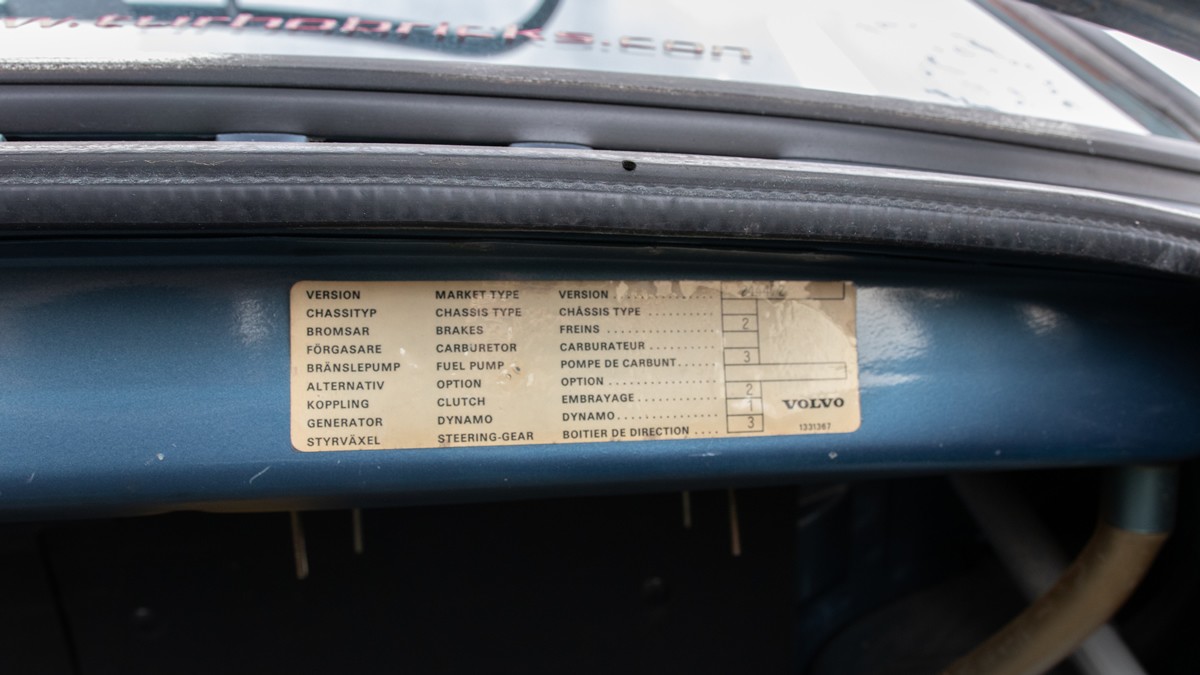 w.turbobricks.com
VERSION MARKET TYPE VERSION
CHASSITYP CHASSIS TYPE CHÂSSIS TYPE
BROMSAR BRAKES FREINS 2
FÖRGASARE CARBURETOR CARBURATEUR
BRÄNSLEPUMP FUEL PUMP POMPE DE CARBUNT 3
ALTERNATIV OPTION OPTION
KOPPLING CLUTCH EMBRAYAGE 2
GENERATOR DYNAMO DYNAMO 1
STYRVÄXEL STEERING-GEAR BOITIER DE DIRECTION 3
VOLVO
1331367